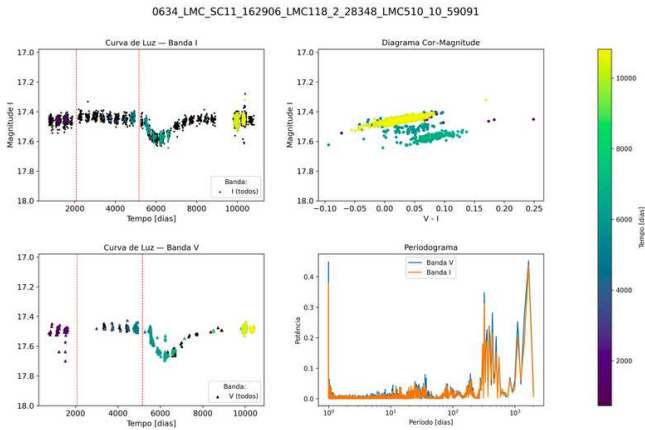 0634_LMC_SC11_162906_LMC118_2_28348_LMC510_10_59091
Curva de Luz — Banda I
Magnitude I
17.0
17.2
17.4
17.6
17.8
18.0
2000
4000
6000
8000
10000
Tempo [dias]
Banda:
I (todos)
Diagrama Cor-Magnitude
Magnitude I
17.0
17.2
17.4
17.6
17.8
18.0
−0.10
−0.05
0.00
0.05
0.10
0.15
0.20
0.25
V - I
Curva de Luz — Banda V
Magnitude V
17.0
17.2
17.4
17.6
17.8
18.0
2000
4000
6000
8000
10000
Tempo [dias]
Banda:
V (todos)
Periodograma
Banda V
Banda I
Potência
0.4
0.3
0.2
0.1
0.0
10⁰
10¹
10²
10³
Período [dias]
10000
8000
6000
4000
2000
Tempo [dias]